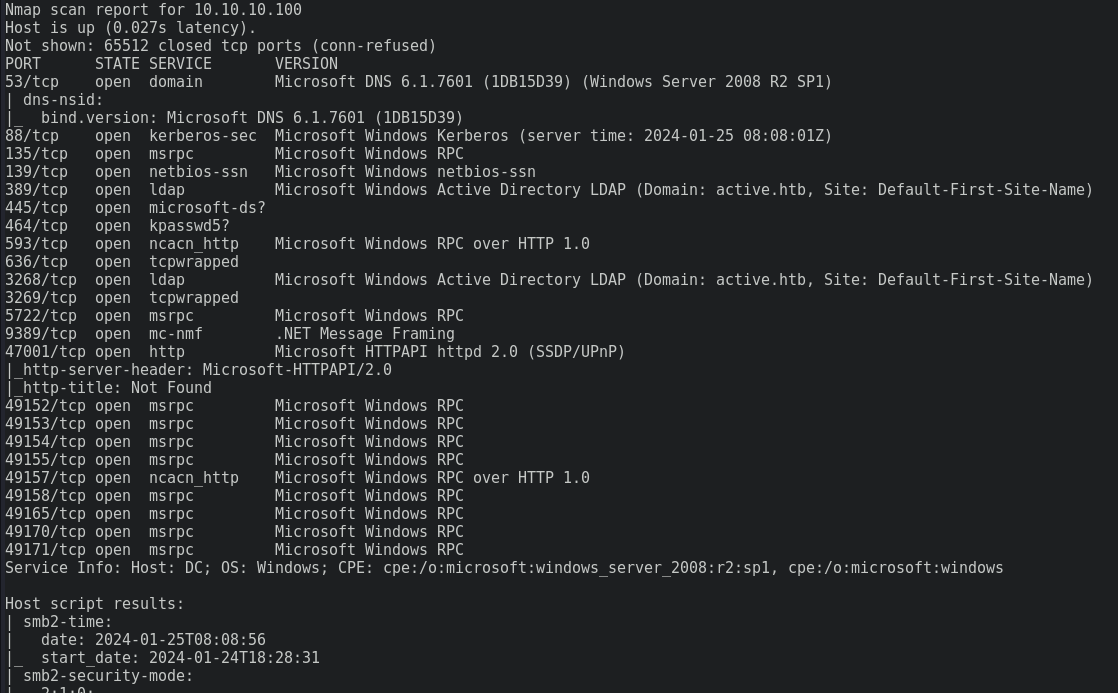 Nmap scan report for 10.10.10.100
Host is up (0.027s latency).
Not shown: 65512 closed tcp ports (conn-refused)
PORT      STATE SERVICE       VERSION
53/tcp    open  domain        Microsoft DNS 6.1.7601 (1DB15D39) (Windows Server 2008 R2 SP1)
| dns-nsid:
|_  bind.version: Microsoft DNS 6.1.7601 (1DB15D39)
88/tcp    open  kerberos-sec  Microsoft Windows Kerberos (server time: 2024-01-25 08:08:01Z)
135/tcp   open  msrpc         Microsoft Windows RPC
139/tcp   open  netbios-ssn   Microsoft Windows netbios-ssn
389/tcp   open  ldap          Microsoft Windows Active Directory LDAP (Domain: active.htb, Site: Default-First-Site-Name)
445/tcp   open  microsoft-ds?
464/tcp   open  kpasswd5?
593/tcp   open  ncacn_http    Microsoft Windows RPC over HTTP 1.0
636/tcp   open  tcpwrapped
3268/tcp  open  ldap          Microsoft Windows Active Directory LDAP (Domain: active.htb, Site: Default-First-Site-Name)
3269/tcp  open  tcpwrapped
5722/tcp  open  msrpc         Microsoft Windows RPC
9389/tcp  open  mc-nmf        .NET Message Framing
47001/tcp open  http          Microsoft HTTPAPI httpd 2.0 (SSDP/UPnP)
|_http-server-header: Microsoft-HTTPAPI/2.0
|_http-title: Not Found
49152/tcp open  msrpc         Microsoft Windows RPC
49153/tcp open  msrpc         Microsoft Windows RPC
49154/tcp open  msrpc         Microsoft Windows RPC
49155/tcp open  msrpc         Microsoft Windows RPC
49157/tcp open  ncacn_http    Microsoft Windows RPC over HTTP 1.0
49158/tcp open  msrpc         Microsoft Windows RPC
49165/tcp open  msrpc         Microsoft Windows RPC
49170/tcp open  msrpc         Microsoft Windows RPC
49171/tcp open  msrpc         Microsoft Windows RPC
Service Info: Host: DC; OS: Windows; CPE: cpe:/o:microsoft:windows_server_2008:r2:sp1, cpe:/o:microsoft:windows
Host script results:
| smb2-time:
|   date: 2024-01-25T08:08:56
|_  start_date: 2024-01-24T18:28:31
| smb2-security-mode: